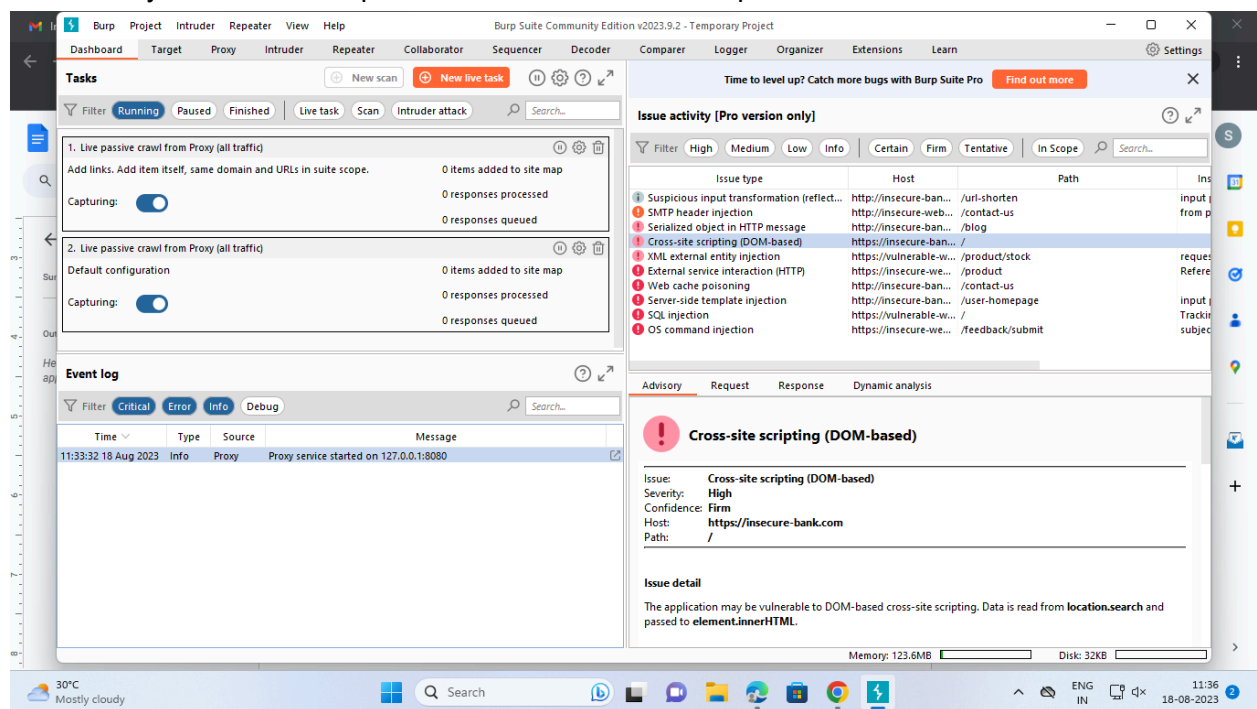 Burp Project Intruder Repeater View Help Burp Suite Community Edition v2023.9.2 - Temporary Project
Dashboard Target Proxy Intruder Repeater Collaborator Sequencer Decoder Comparer Logger Organizer Extensions Learn Settings
Tasks New scan New live task
Filter Running Paused Finished Live task Scan Intruder attack Search...
1. Live passive crawl from Proxy (all traffic)
Add links. Add item itself, same domain and URLs in suite scope. 0 items added to site map
Capturing: 0 responses processed
0 responses queued
2. Live passive crawl from Proxy (all traffic)
Default configuration 0 items added to site map
Capturing: 0 responses processed
0 responses queued
Event log
Filter Critical Error Info Debug Search...
Time Type Source Message
11:33:32 18 Aug 2023 Info Proxy Proxy service started on 127.0.0.1:8080
Time to level up? Catch more bugs with Burp Suite Pro Find out more
Issue activity [Pro version only]
Filter High Medium Low Info Certain Firm Tentative In Scope Search...
Issue type Host Path Ins
Suspicious input transformation (reflect... http://insecure-ban... /url-shorten input
SMTP header injection http://insecure-web... /contact-us from p
Serialized object in HTTP message http://insecure-ban... /blog
Cross-site scripting (DOM-based) https://insecure-ban... /
XML external entity injection https://vulnerable-w... /product/stock reques
External service interaction (HTTP) https://insecure-we... /product Refere
Web cache poisoning http://insecure-ban... /contact-us
Server-side template injection http://insecure-ban... /user-homepage input
SQL injection https://vulnerable-w... / Trackin
OS command injection https://insecure-we... /feedback/submit subjec
Advisory Request Response Dynamic analysis
Cross-site scripting (DOM-based)
Issue: Cross-site scripting (DOM-based)
Severity: High
Confidence: Firm
Host: https://insecure-bank.com
Path: /
Issue detail
The application may be vulnerable to DOM-based cross-site scripting. Data is read from location.search and
passed to element.innerHTML.
Memory: 123.6MB Disk: 32KB
S
31
30°C
Mostly cloudy
Search
ENG
IN
11:36
18-08-2023
2